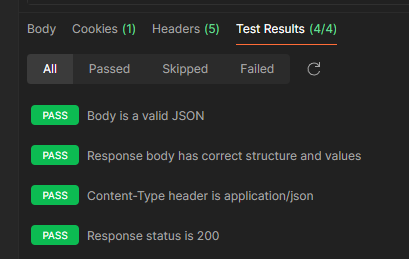 Body Cookies (1) Headers (5) Test Results (4/4)
All Passed Skipped Failed
PASS Body is a valid JSON
PASS Response body has correct structure and values
PASS Content-Type header is application/json
PASS Response status is 200